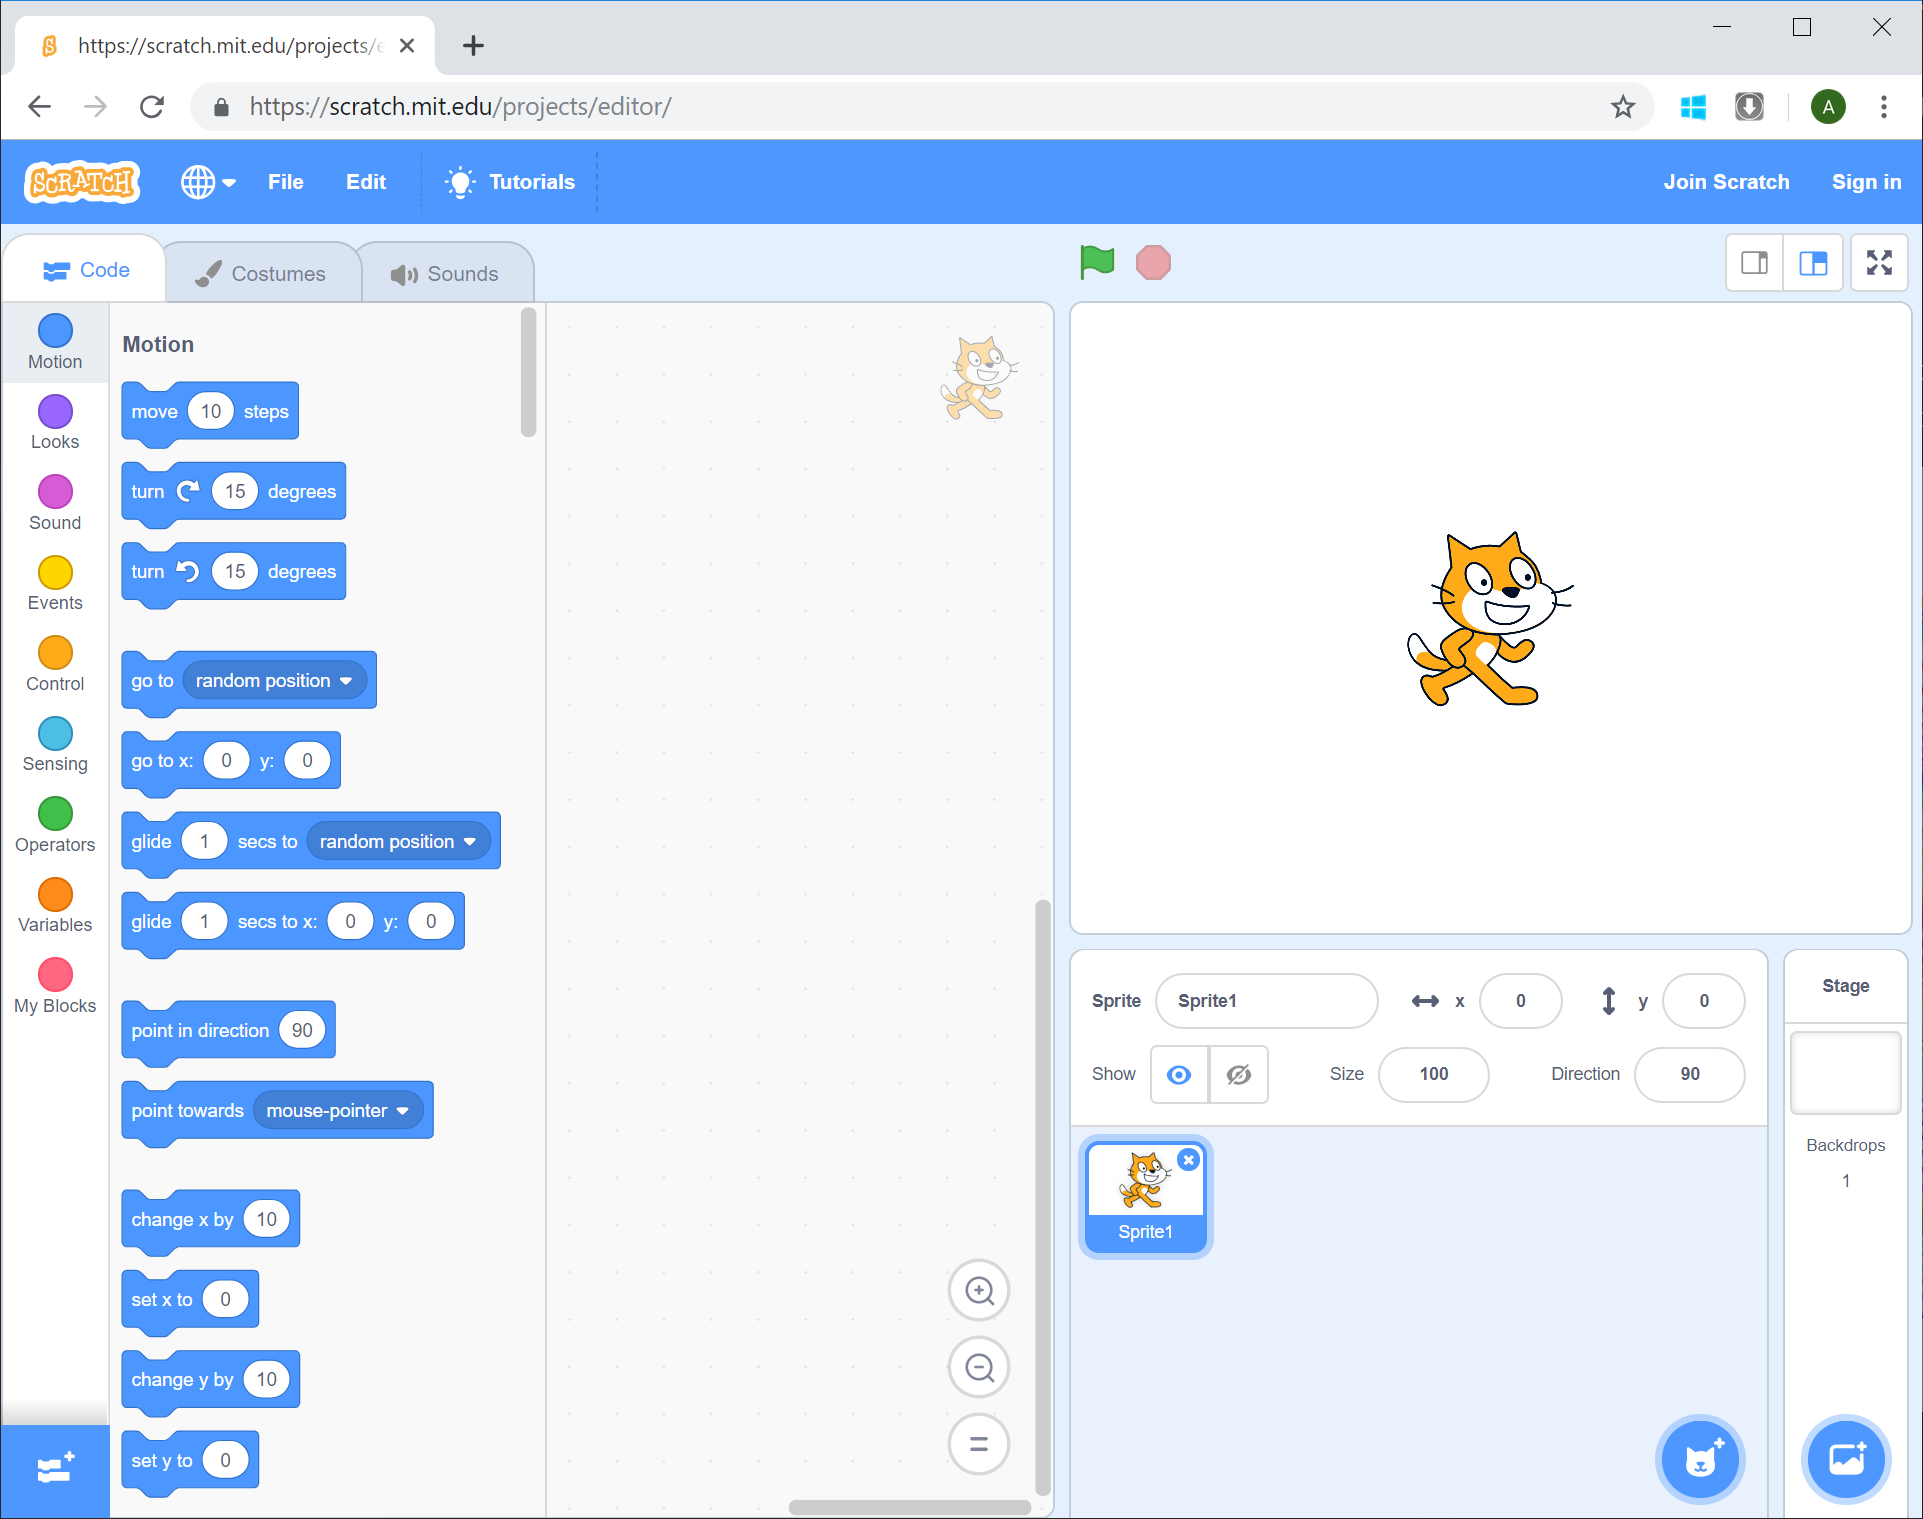 https://scratch.mit.edu/projects/e
https://scratch.mit.edu/projects/editor/
A
SCRATCH
File
Edit
Tutorials
Join Scratch
Sign in
Code
Costumes
Sounds
Motion
Looks
Sound
Events
Control
Sensing
Operators
Variables
My Blocks
Motion
move 10 steps
turn 15 degrees
turn 15 degrees
go to random position
go to x: 0 y: 0
glide 1 secs to random position
glide 1 secs to x: 0 y: 0
point in direction 90
point towards mouse-pointer
change x by 10
set x to 0
change y by 10
set y to 0
Sprite Sprite1 x 0 y 0
Show Size 100 Direction 90
Sprite1
Stage
Backdrops
1